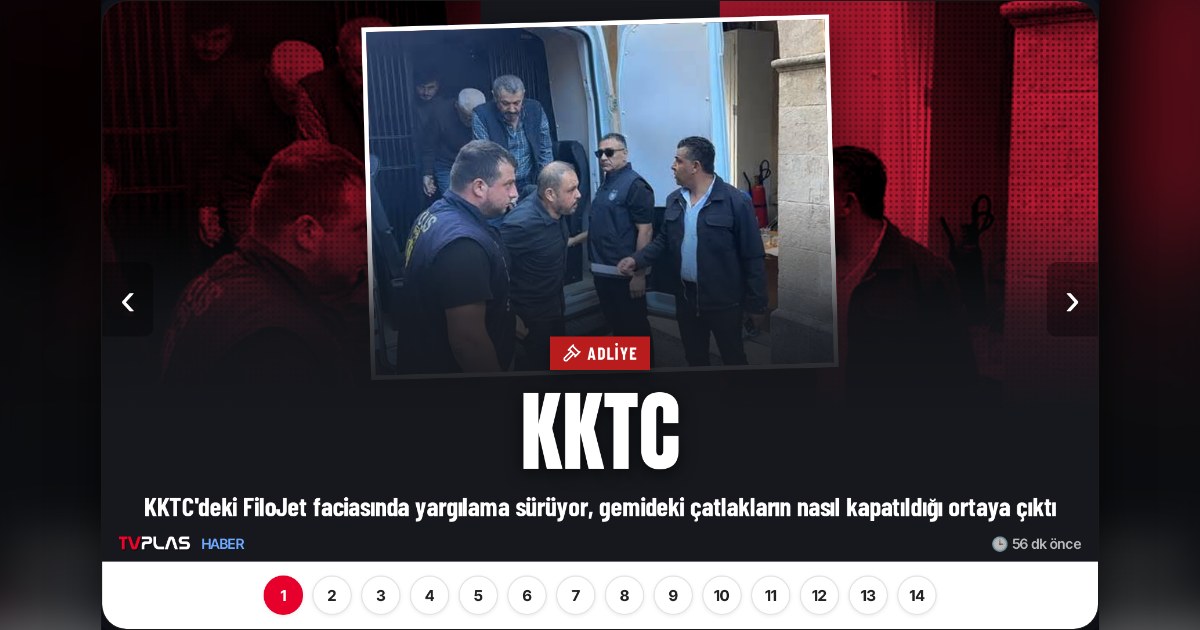 ADLİYE
KKTC
KKTC'deki FiloJet faciasında yargılama sürüyor, gemideki çatlakların nasıl kapatıldığı ortaya çıktı
TVPLAS HABER
56 dk önce
1 2 3 4 5 6 7 8 9 10 11 12 13 14